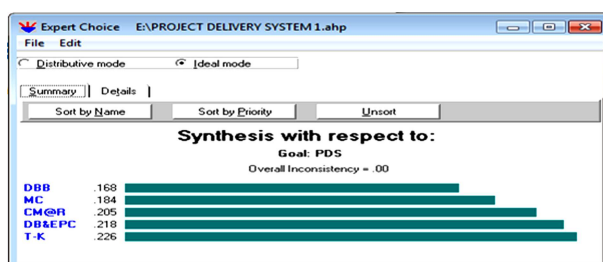 Expert Choice E:\PROJECT DELIVERY SYSTEM 1.ahp
File Edit
Distributive mode Ideal mode
Summary Details
Sort by Name Sort by Priority Unsort
Synthesis with respect to:
Goal: PDS
Overall Inconsistency = .00
DBB .168
MC .184
CM@R .205
DB&EPC .218
T-K .226